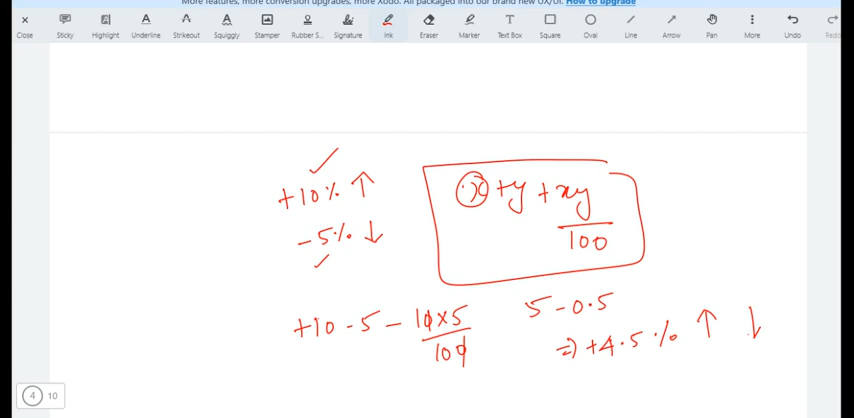 More features, more conversion upgrades, more Xodo. All packaged into our brand new UX/UI. How to upgrade
Close Sticky Highlight Underline Strikeout Squiggly Stamper Rubber S... Signature Ink Eraser Marker Text Box Square Oval Line Arrow Pan More Undo Redo
+10% ↑
-5% ↓
x + y + xy
100
+10 - 5 - 10 × 5
100
5 - 0.5
⇒ +4.5% ↑ ↓
4 10